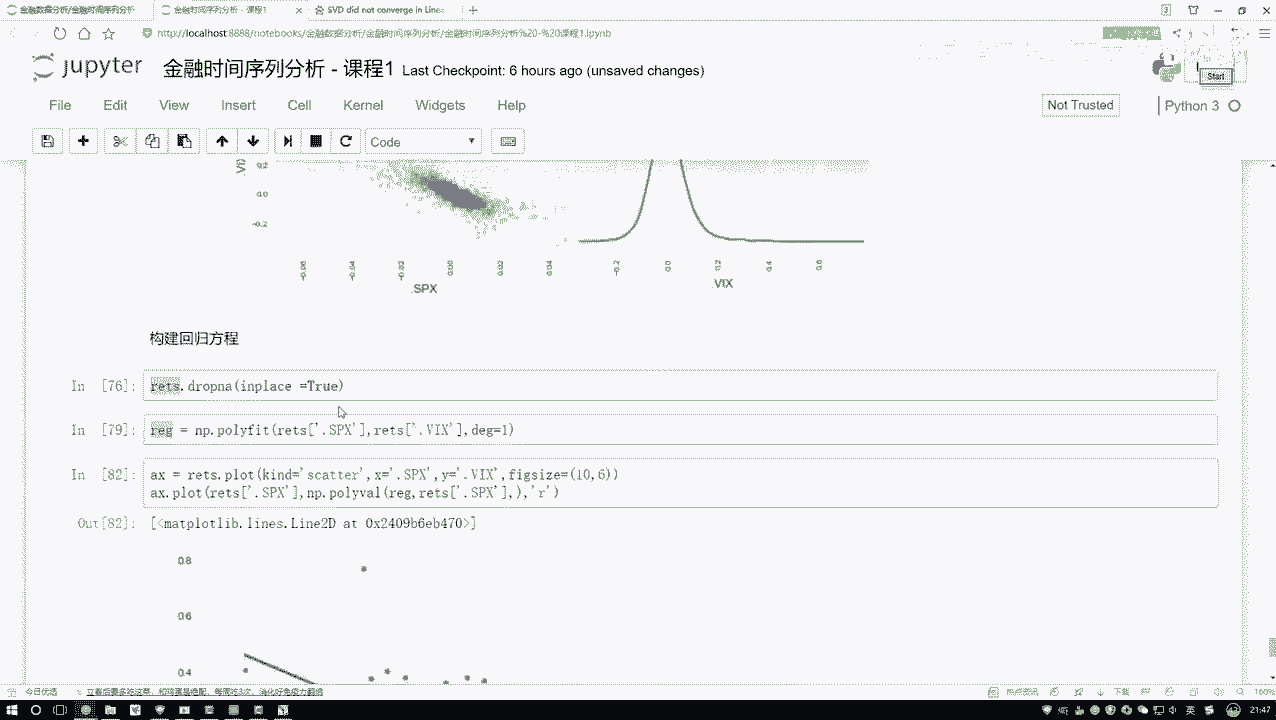 金融数据分析/金融时间序列分析
金融时间序列分析 - 课程1
SVD did not converge in Line
http://localhost:8888/notebooks/金融数据分析/金融时间序列分析/金融时间序列分析%20-%20课程1.ipynb
jupyter 金融时间序列分析 - 课程1 Last Checkpoint: 6 hours ago (unsaved changes)
Start
File Edit View Insert Cell Kernel Widgets Help
Not Trusted
Python 3
Code
0.2
0.0
-0.2
-0.06 -0.04 -0.02 0.00 0.02 0.04
-0.2 0.0 0.2 0.4 0.6
.SPX
.VIX
构建回归方程
In [76]: rets.dropna(inplace =True)
In [79]: reg = np.polyfit(rets['.SPX'],rets['.VIX'],deg=1)
In [82]: ax = rets.plot(kind='scatter',x='.SPX',y='.VIX',figsize=(10,6))
ax.plot(rets['.SPX'],np.polyval(reg,rets['.SPX'],),'r')
Out[82]: [<matplotlib.lines.Line2D at 0x2409b6eb470>]
0.8
0.6
0.4
今日优选
热点资讯
下载
160%
英
21:47